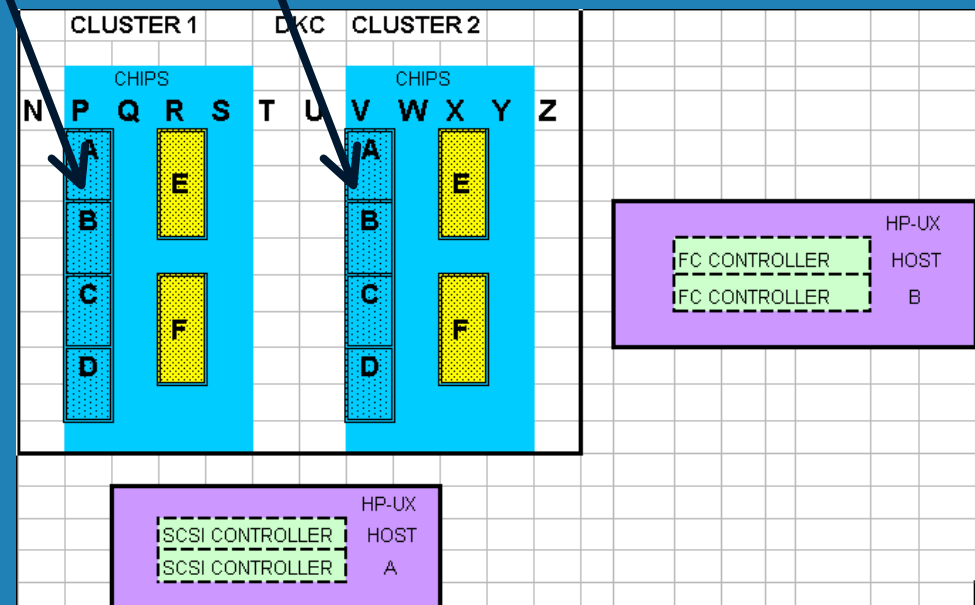 CLUSTER 1 DKC CLUSTER 2
CHIPS CHIPS
N P Q R S T U V W X Y Z
A A
E E
B B
HP-UX
FC CONTROLLER HOST
FC CONTROLLER B
C C
F F
D D
HP-UX
SCSI CONTROLLER HOST
SCSI CONTROLLER A